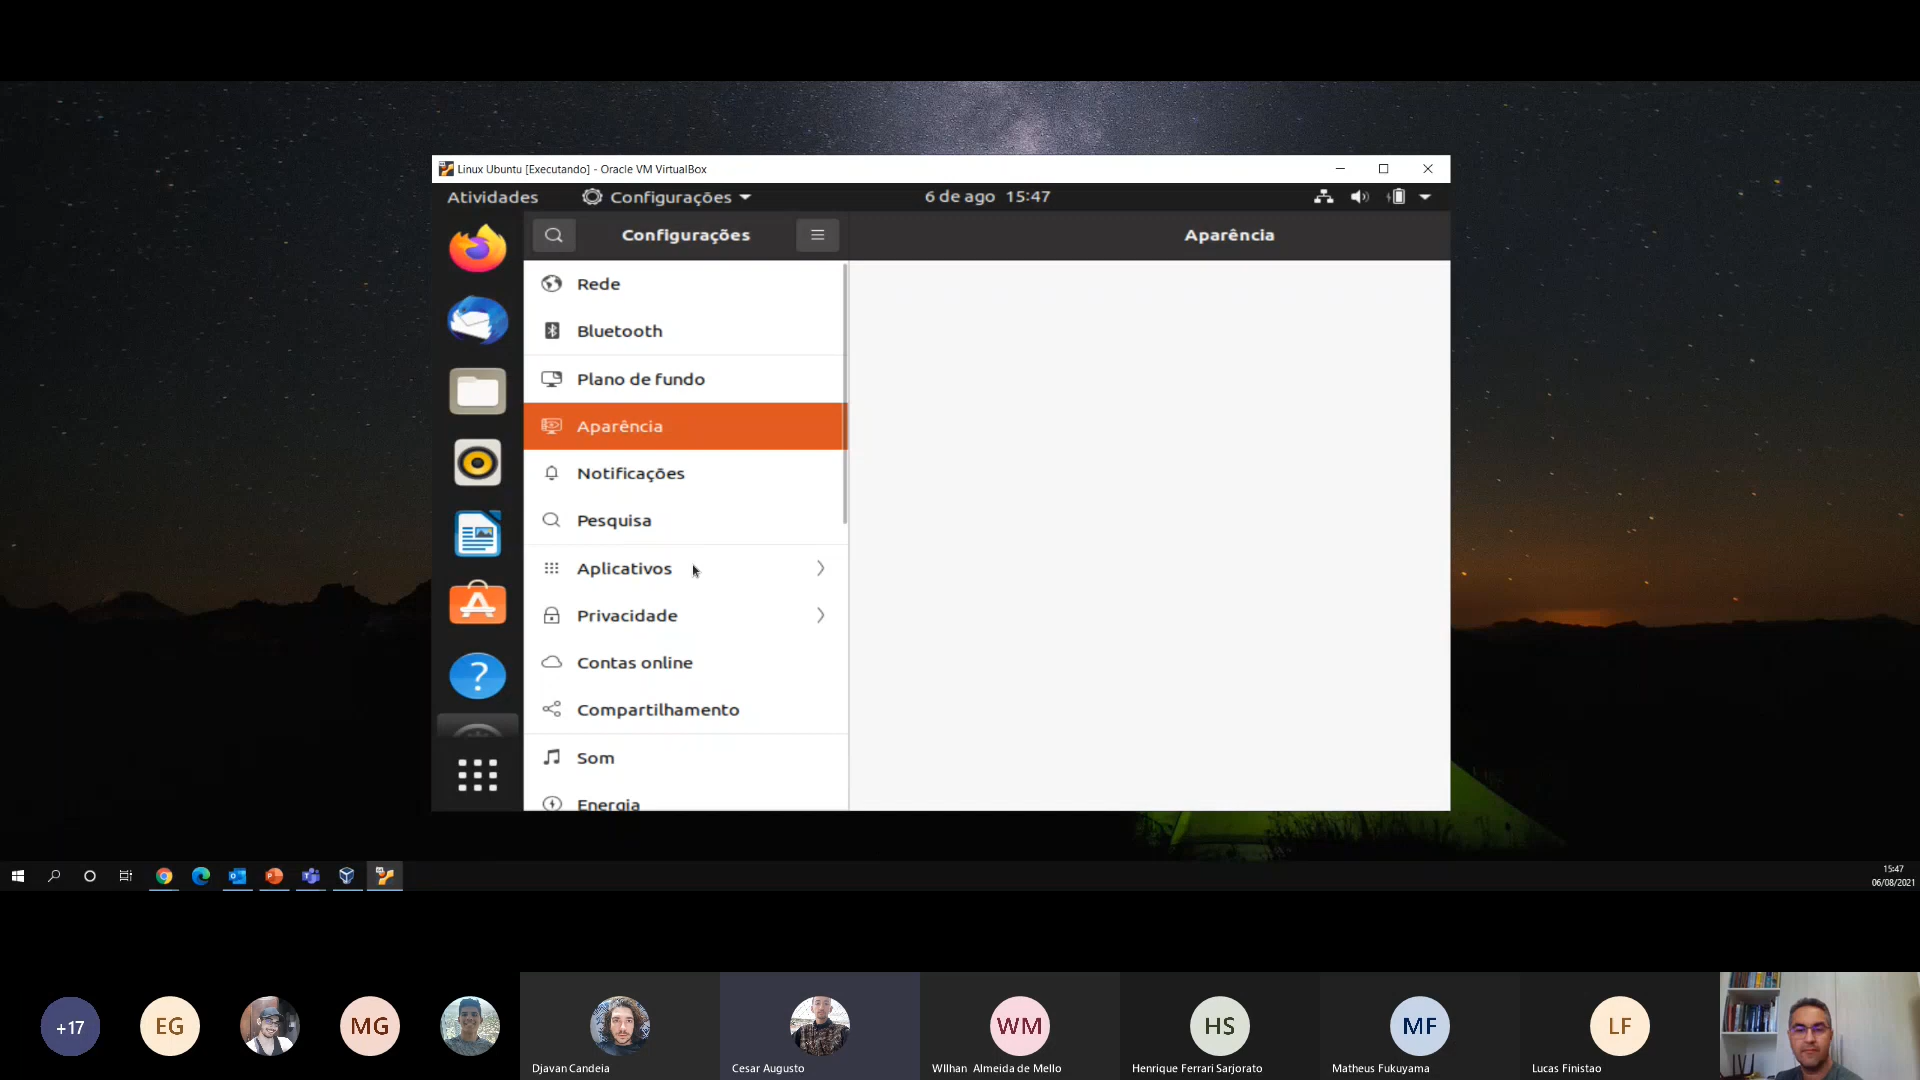 Linux Ubuntu [Executando] - Oracle VM VirtualBox
Atividades
Configurações
6 de ago 15:47
Configurações
Aparência
Rede
Bluetooth
Plano de fundo
Aparência
Notificações
Pesquisa
Aplicativos
Privacidade
Contas online
Compartilhamento
Som
Energia
15:47
06/08/2021
+17
EG
MG
WM
HS
MF
LF
Djavan Candeia
Cesar Augusto
WIlhan Almeida de Mello
Henrique Ferrari Sarjorato
Matheus Fukuyama
Lucas Finistao